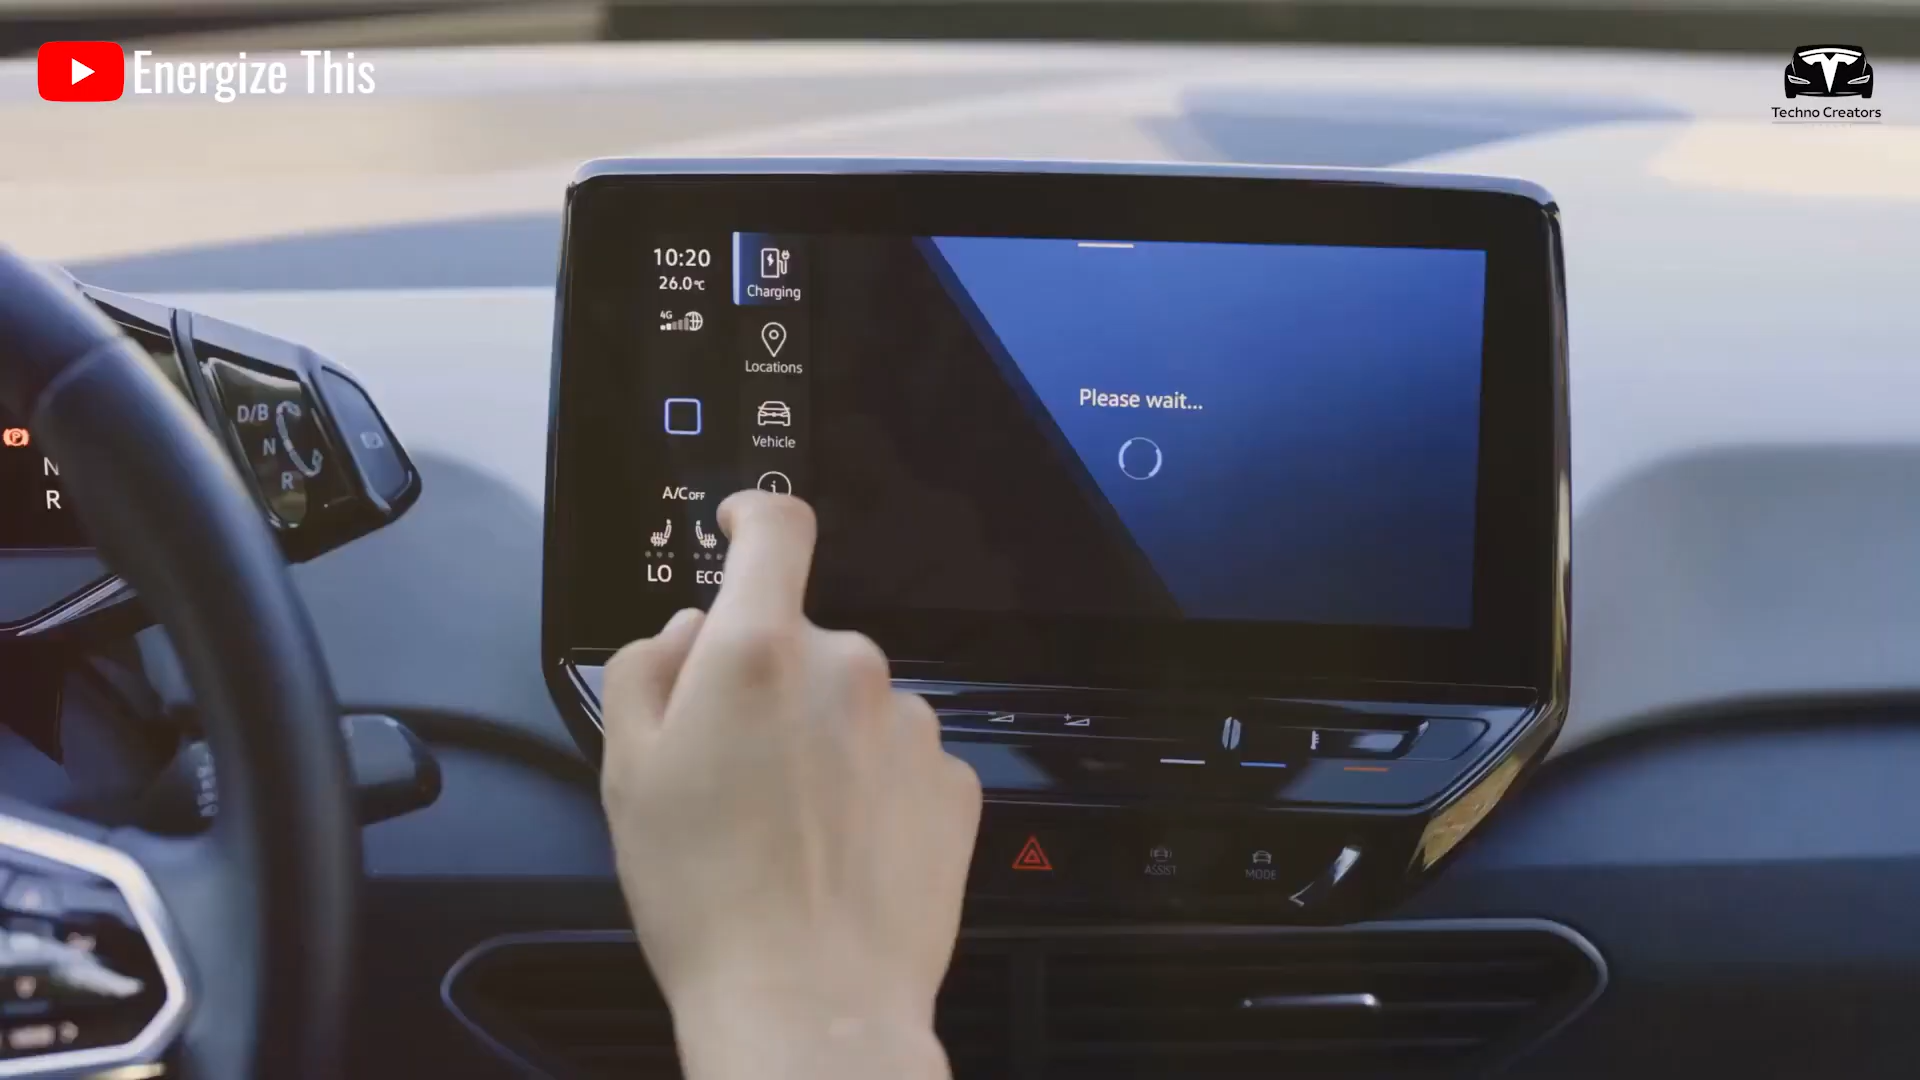 Energize This
Techno Creators
10:20
26.0°C
4G
Charging
Locations
Vehicle
Please wait...
A/C OFF
LO
ECO
D/B
N
R
N
R
ASSIST
MODE